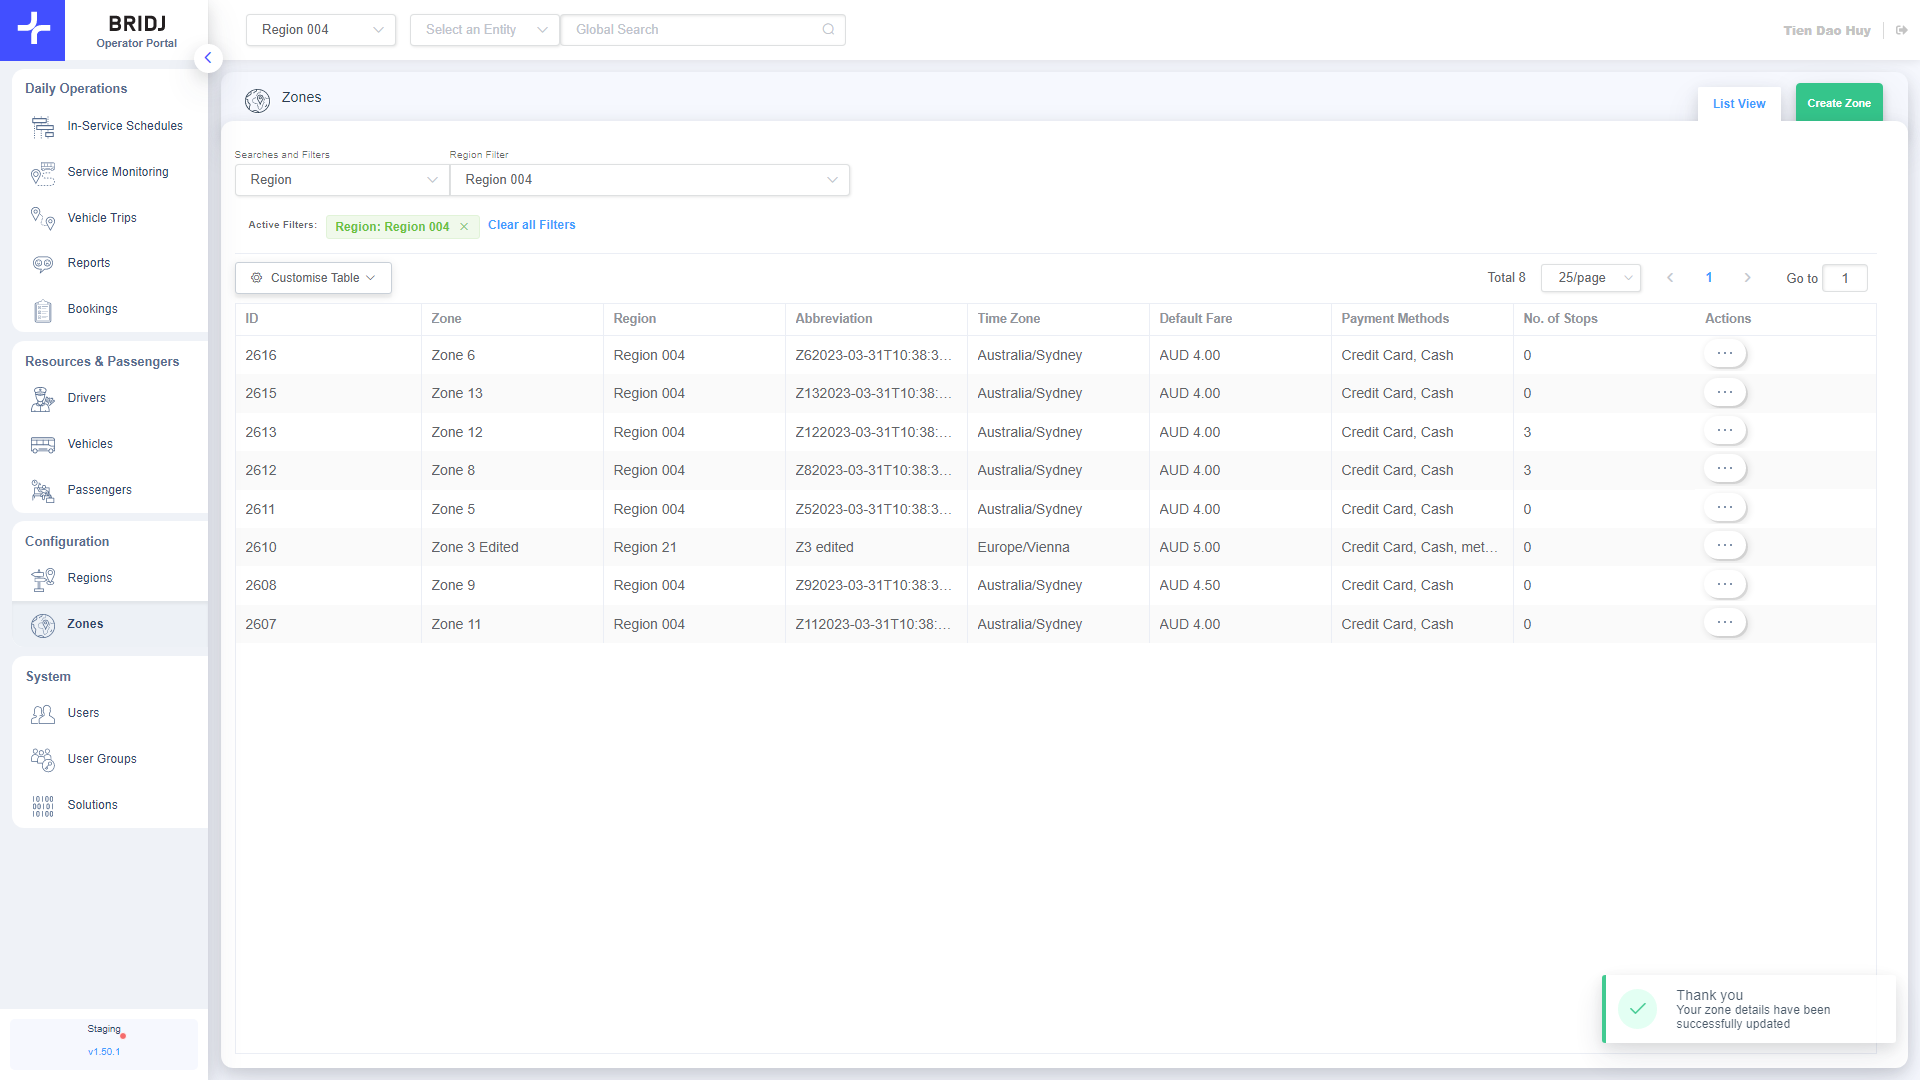 BRIDJ
Operator Portal
Region 004
Select an Entity
Global Search
Tien Dao Huy
Daily Operations
In-Service Schedules
Service Monitoring
Vehicle Trips
Reports
Bookings
Resources & Passengers
Drivers
Vehicles
Passengers
Configuration
Regions
Zones
System
Users
User Groups
10100
00101
10100
Solutions
Staging
v1.50.1
Zones
List View
Create Zone
Searches and Filters
Region Filter
Region
Region 004
Active Filters:
Region: Region 004
Clear all Filters
Customise Table
Total 8
25/page
1
Go to
1
ID Zone Region Abbreviation Time Zone Default Fare Payment Methods No. of Stops Actions
2616 Zone 6 Region 004 Z62023-03-31T10:38:3... Australia/Sydney AUD 4.00 Credit Card, Cash 0 ...
2615 Zone 13 Region 004 Z132023-03-31T10:38:... Australia/Sydney AUD 4.00 Credit Card, Cash 0 ...
2613 Zone 12 Region 004 Z122023-03-31T10:38:... Australia/Sydney AUD 4.00 Credit Card, Cash 3 ...
2612 Zone 8 Region 004 Z82023-03-31T10:38:3... Australia/Sydney AUD 4.00 Credit Card, Cash 3 ...
2611 Zone 5 Region 004 Z52023-03-31T10:38:3... Australia/Sydney AUD 4.00 Credit Card, Cash 0 ...
2610 Zone 3 Edited Region 21 Z3 edited Europe/Vienna AUD 5.00 Credit Card, Cash, met... 0 ...
2608 Zone 9 Region 004 Z92023-03-31T10:38:3... Australia/Sydney AUD 4.50 Credit Card, Cash 0 ...
2607 Zone 11 Region 004 Z112023-03-31T10:38:... Australia/Sydney AUD 4.00 Credit Card, Cash 0 ...
Thank you
Your zone details have been
successfully updated